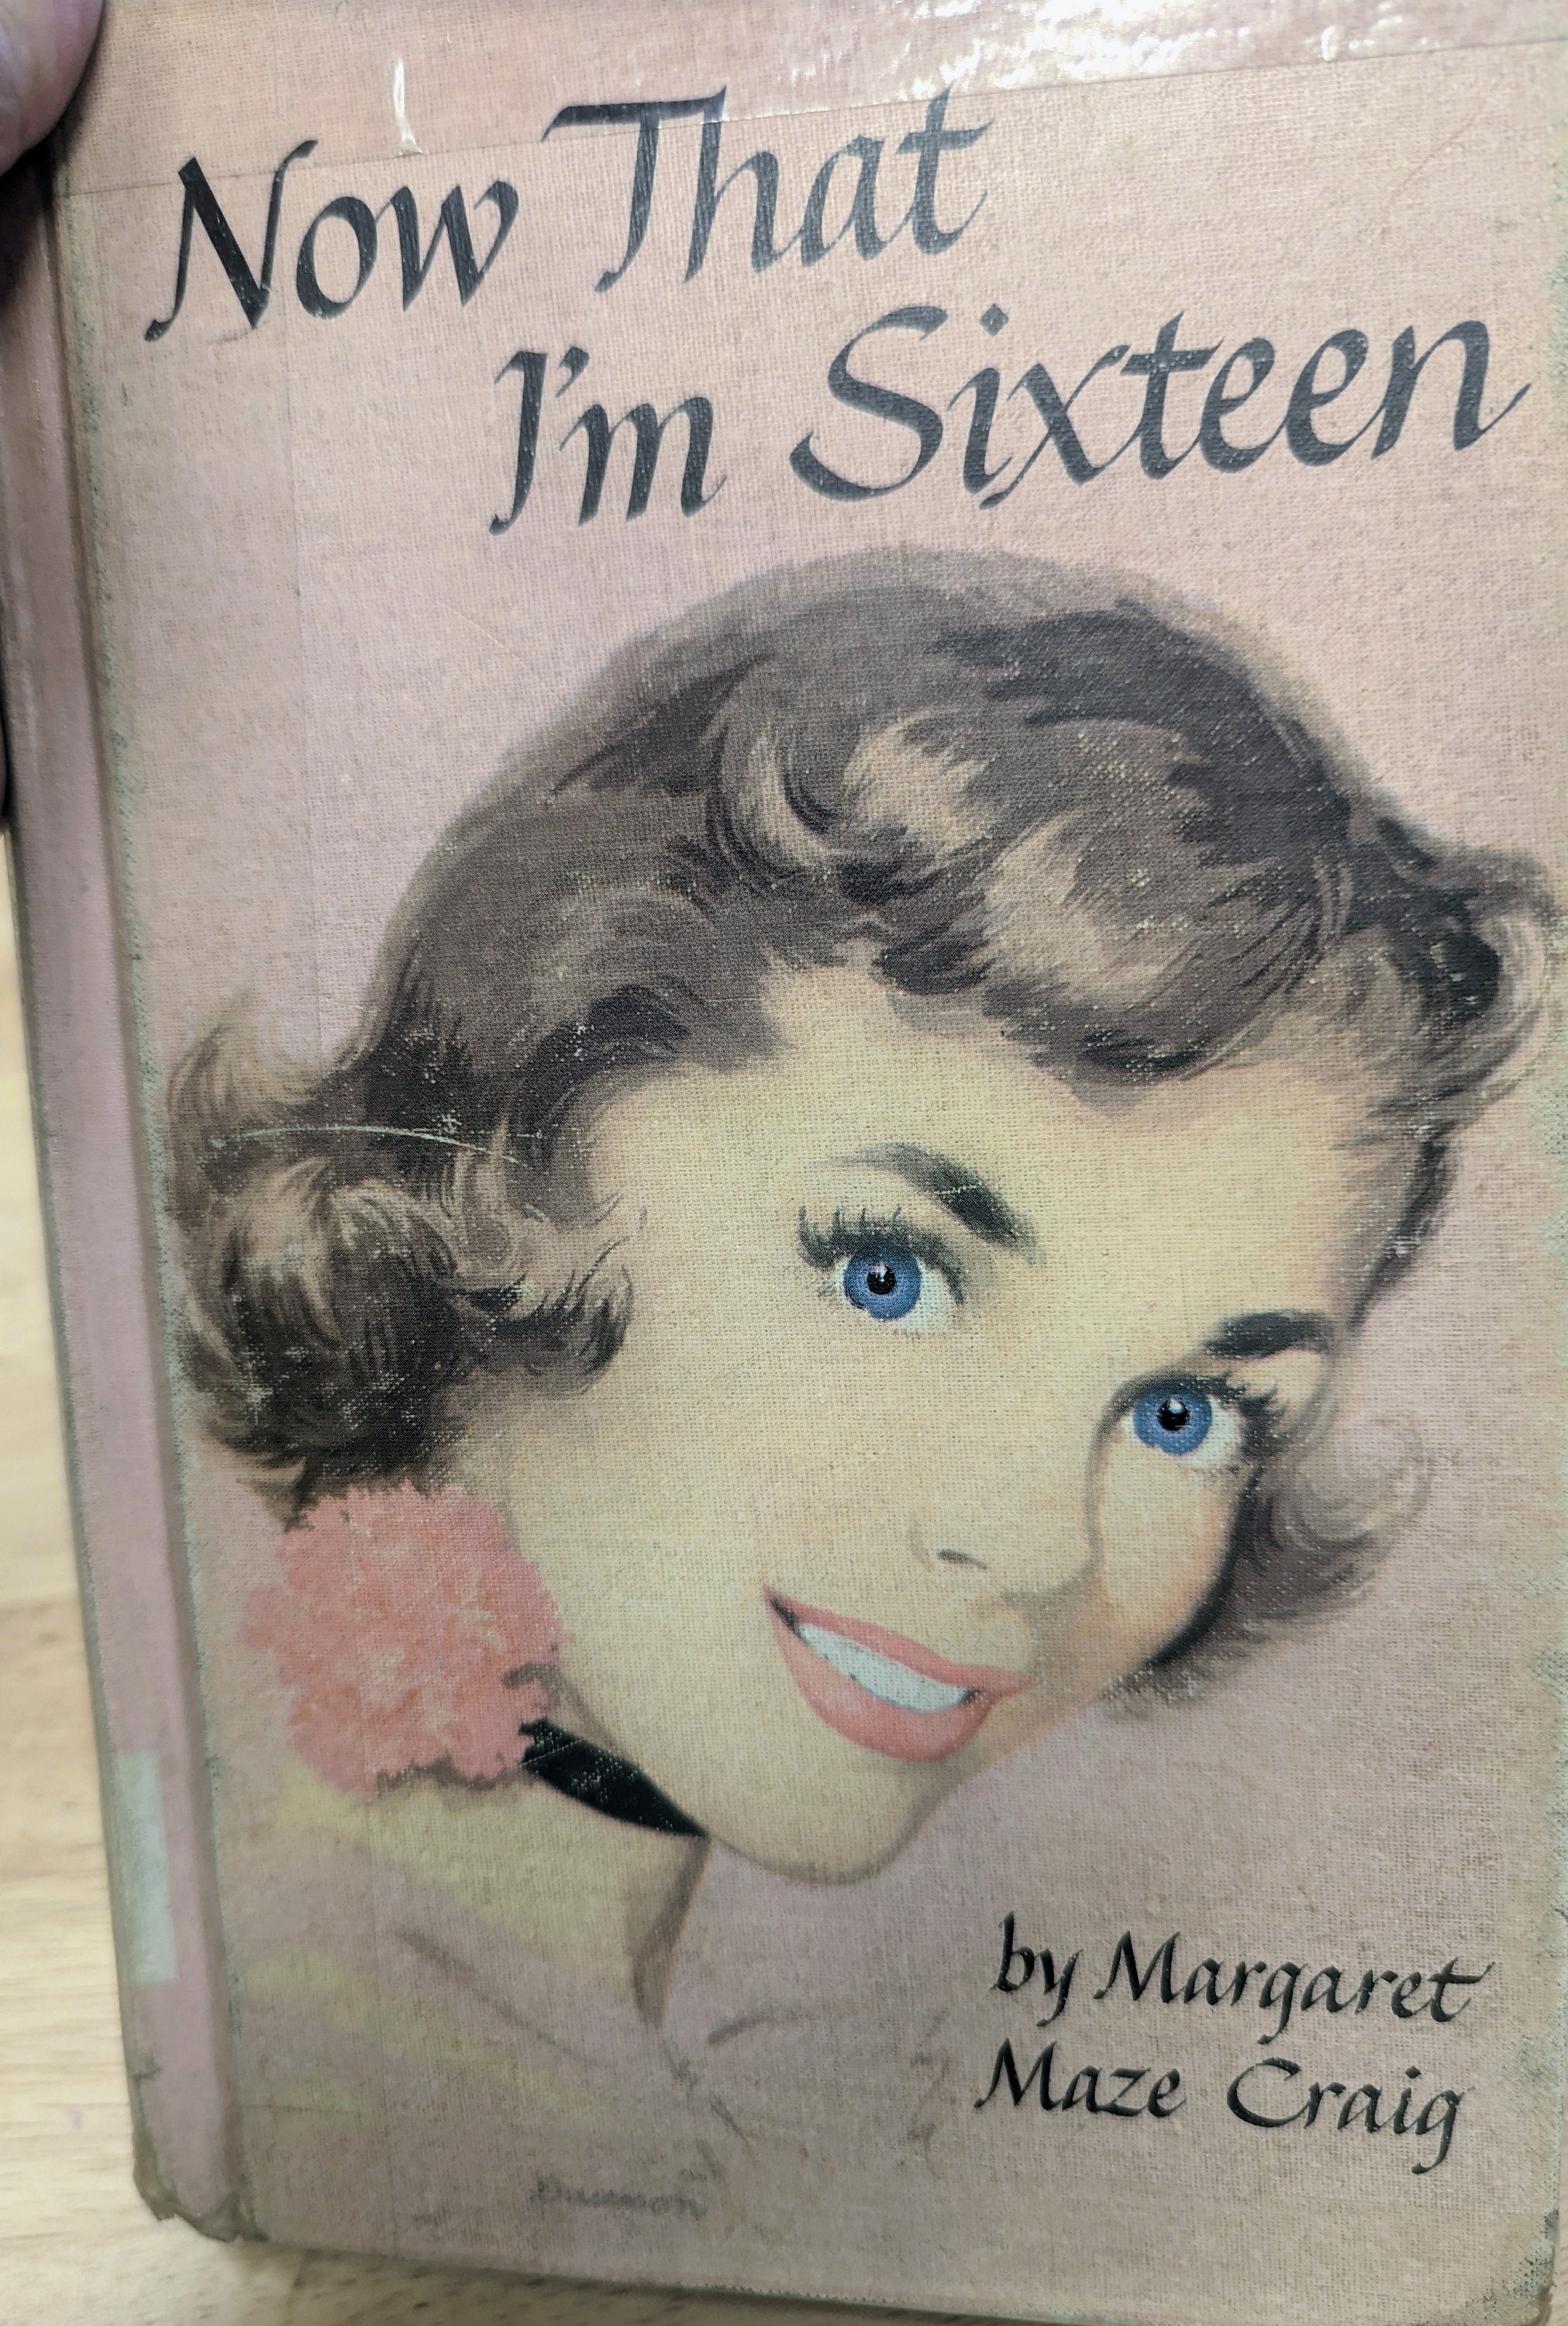 Now That
I'm Sixteen
by Margaret
Maze Craig